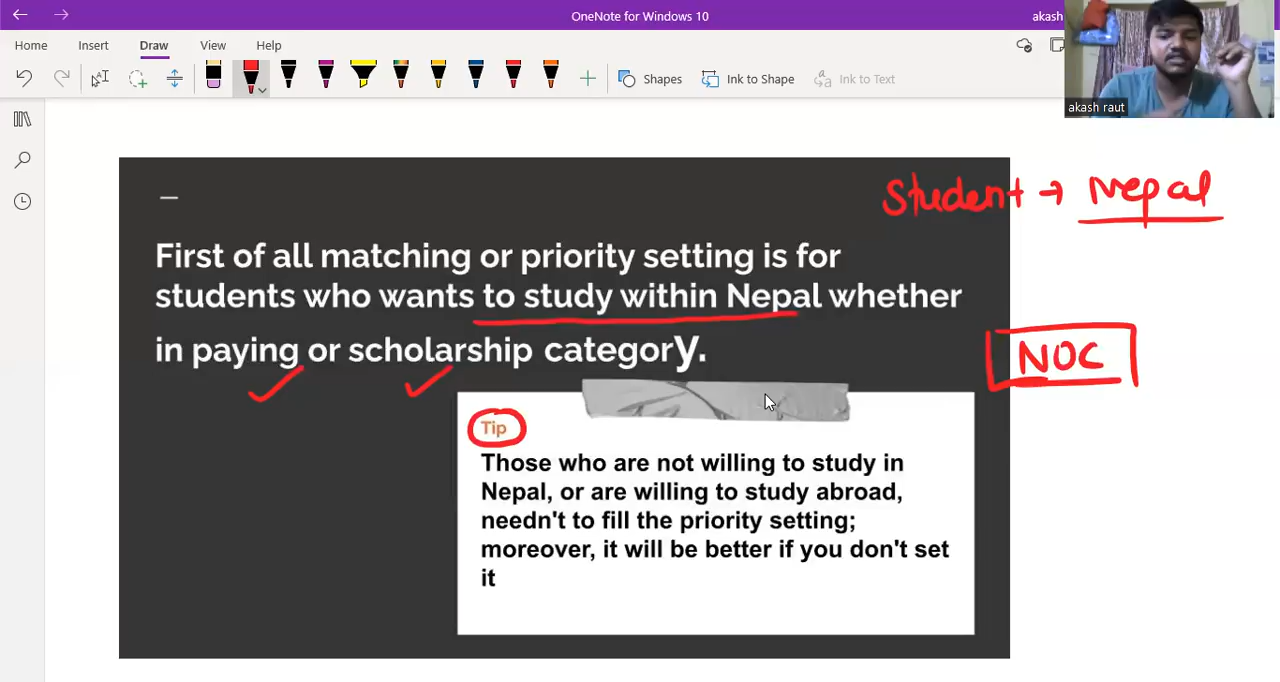 OneNote for Windows 10
akash
Home Insert Draw View Help
Shapes Ink to Shape Ink to Text
akash raut
Student → Nepal
First of all matching or priority setting is for
students who wants to study within Nepal whether
in paying or scholarship category.
NOC
Tip
Those who are not willing to study in
Nepal, or are willing to study abroad,
needn't to fill the priority setting;
moreover, it will be better if you don't set
it